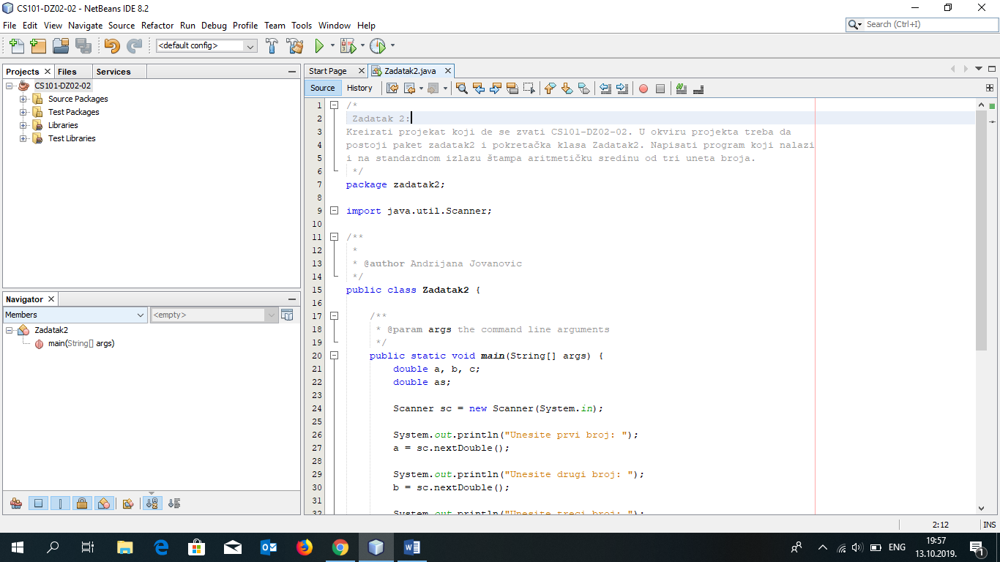 CS101-DZ02-02 - NetBeans IDE 8.2
File Edit View Navigate Source Refactor Run Debug Profile Team Tools Window Help
Search (Ctrl+I)
<default config>
Projects Files Services
CS101-DZ02-02
Source Packages
Test Packages
Libraries
Test Libraries
Navigator
Members <empty>
Zadatak2
main(String[] args)
Start Page Zadatak2.java
Source History
1 /*
2 Zadatak 2:
3 Kreirati projekat koji de se zvati CS101-DZ02-02. U okviru projekta treba da
4 postoji paket zadatak2 i pokretačka klasa Zadatak2. Napisati program koji nalazi
5 i na standardnom izlazu štampa aritmetičku sredinu od tri uneta broja.
6 */
7 package zadatak2;
8
9 import java.util.Scanner;
10
11 /**
12 *
13 * @author Andrijana Jovanovic
14 */
15 public class Zadatak2 {
16
17 /**
18 * @param args the command line arguments
19 */
20 public static void main(String[] args) {
21 double a, b, c;
22 double as;
23
24 Scanner sc = new Scanner(System.in);
25
26 System.out.println("Unesite prvi broj: ");
27 a = sc.nextDouble();
28
29 System.out.println("Unesite drugi broj: ");
30 b = sc.nextDouble();
31
32 System.out.println("Unesite treci broj: ");
2:12 INS
ENG
19:57
13.10.2019.
1